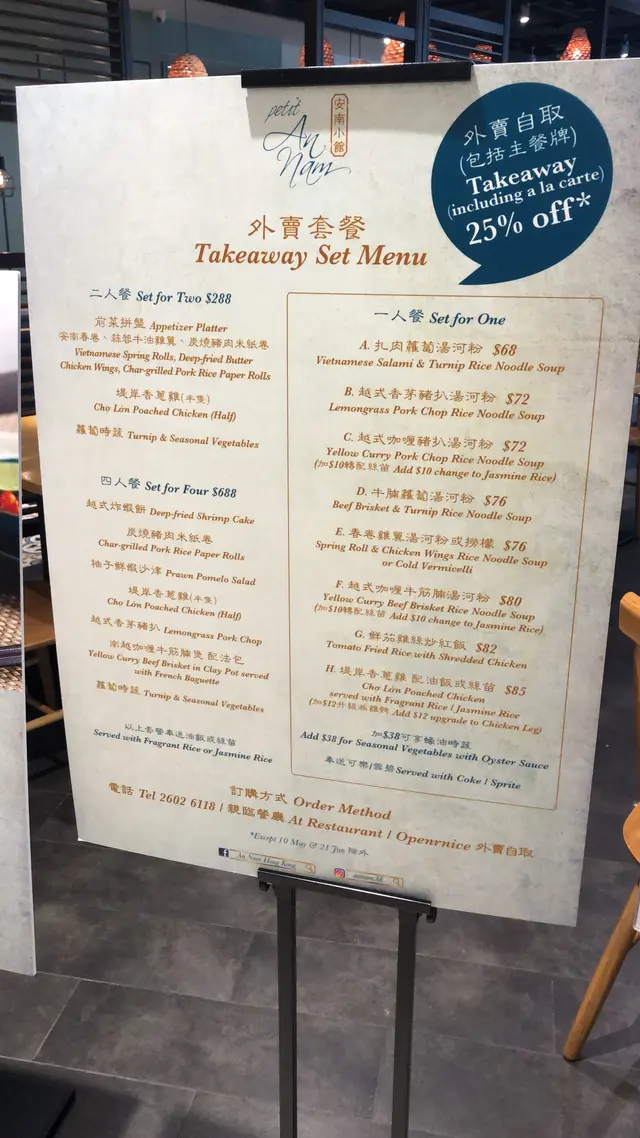 petit
An
Nam
安南小館
外賣自取
(包括主餐牌)
Takeaway
(including a la carte)
25% off*
外賣套餐
Takeaway Set Menu
二人餐 Set for Two $288
前菜拼盤 Appetizer Platter
安南春卷、蒜蓉牛油雞翼、炭燒豬肉米紙卷
Vietnamese Spring Rolls, Deep-fried Butter
Chicken Wings, Char-grilled Pork Rice Paper Rolls
堤岸香蔥雞(半隻)
Chợ Lớn Poached Chicken (Half)
蘿蔔時蔬 Turnip & Seasonal Vegetables
四人餐 Set for Four $688
越式炸蝦餅 Deep-fried Shrimp Cake
炭燒豬肉米紙卷
Char-grilled Pork Rice Paper Rolls
柚子鮮蝦沙律 Prawn Pomelo Salad
堤岸香蔥雞(半隻)
Chợ Lớn Poached Chicken (Half)
越式香茅豬扒 Lemongrass Pork Chop
南越咖喱牛筋腩煲 配法包
Yellow Curry Beef Brisket in Clay Pot served
with French Baguette
蘿蔔時蔬 Turnip & Seasonal Vegetables
以上套餐奉送油飯或絲苗
Served with Fragrant Rice or Jasmine Rice
一人餐 Set for One
A. 扎肉蘿蔔湯河粉 $68
Vietnamese Salami & Turnip Rice Noodle Soup
B. 越式香茅豬扒湯河粉 $72
Lemongrass Pork Chop Rice Noodle Soup
C. 越式咖喱豬扒湯河粉 $72
Yellow Curry Pork Chop Rice Noodle Soup
(加$10轉配絲苗 Add $10 change to Jasmine Rice)
D. 牛腩蘿蔔湯河粉 $76
Beef Brisket & Turnip Rice Noodle Soup
E. 香卷雞翼湯河粉或撈檬 $76
Spring Roll & Chicken Wings Rice Noodle Soup
or Cold Vermicelli
F. 越式咖喱牛筋腩湯河粉 $80
Yellow Curry Beef Brisket Rice Noodle Soup
(加$10轉配絲苗 Add $10 change to Jasmine Rice)
G. 鮮茄雞絲炒紅飯 $82
Tomato Fried Rice with Shredded Chicken
H. 堤岸香蔥雞 配油飯或絲苗 $85
Chợ Lớn Poached Chicken
served with Fragrant Rice / Jasmine Rice
(加$12升級為雞髀 Add $12 upgrade to Chicken Leg)
加$38可享蠔油時蔬
Add $38 for Seasonal Vegetables with Oyster Sauce
奉送可樂/雪碧 Served with Coke / Sprite
訂購方式 Order Method
電話 Tel 2602 6118 / 親臨餐廳 At Restaurant / Openrnice 外賣自取
*Except 10 May & 21 Jun 除外
An Nam Hong Kong
annam.hk